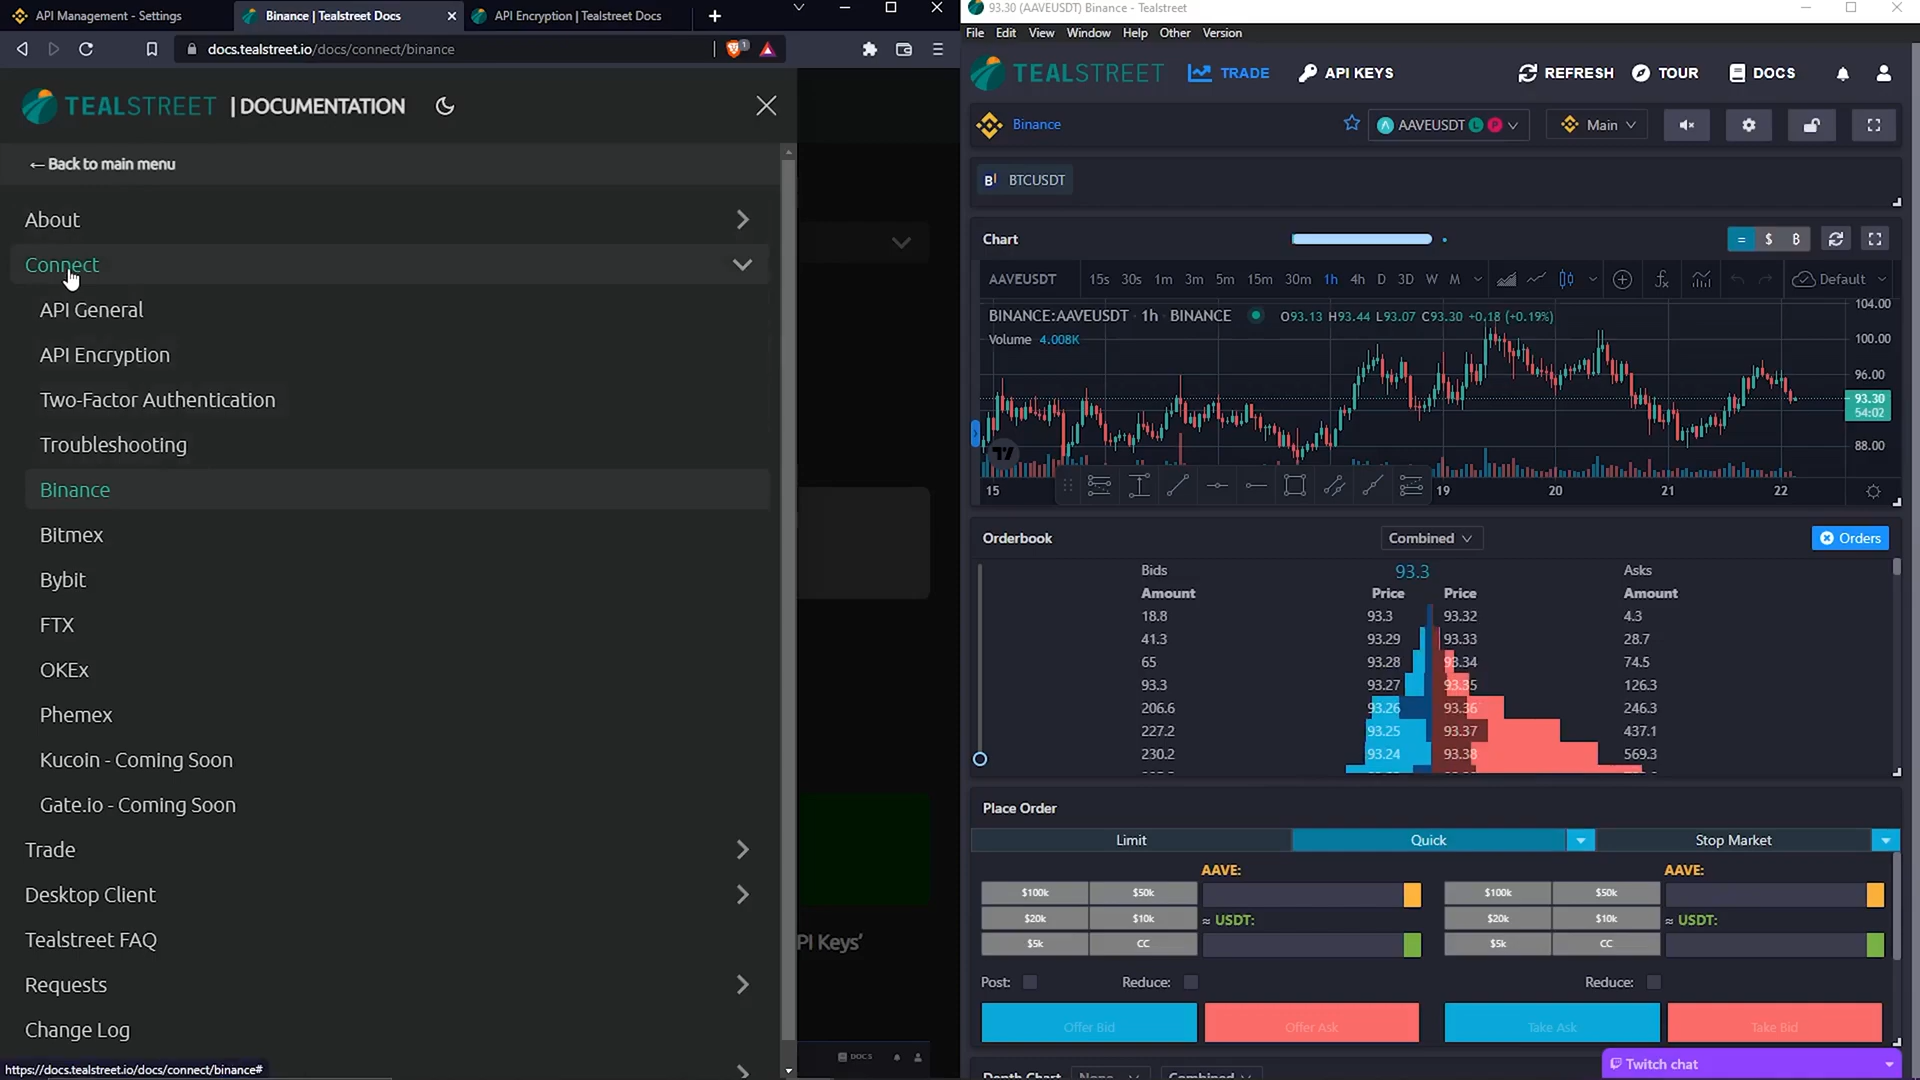 API Management - Settings
Binance | Tealstreet Docs
API Encryption | Tealstreet Docs
docs.tealstreet.io/docs/connect/binance
1
TEALSTREET | DOCUMENTATION
←Back to main menu
About
Connect
API General
API Encryption
Two-Factor Authentication
Troubleshooting
Binance
Bitmex
Bybit
FTX
OKEx
Phemex
Kucoin - Coming Soon
Gate.io - Coming Soon
Trade
Desktop Client
Tealstreet FAQ
Requests
Change Log
https://docs.tealstreet.io/docs/connect/binance#
PI Keys’
DOCS
93.30 (AAVEUSDT) Binance - Tealstreet
File Edit View Window Help Other Version
TEALSTREET TRADE API KEYS REFRESH TOUR DOCS
Binance AAVEUSDT L P Main
BTCUSDT
Chart = $ B
AAVEUSDT 15s 30s 1m 3m 5m 15m 30m 1h 4h D 3D W M Default
BINANCE:AAVEUSDT · 1h · BINANCE O93.13 H93.44 L93.07 C93.30 +0.18 (+0.19%)
Volume 4.008K
104.00
100.00
96.00
93.30
54:02
88.00
15 19 20 21 22
Orderbook Combined Orders
Bids 93.3 Asks
Amount Price Price Amount
18.8 93.3 93.32 4.3
41.3 93.29 93.33 28.7
65 93.28 93.34 74.5
93.3 93.27 93.35 126.3
206.6 93.26 93.36 246.3
227.2 93.25 93.37 437.1
230.2 93.24 93.38 569.3
Place Order
Limit Quick Stop Market
AAVE: AAVE:
$100k $50k $100k $50k
$20k $10k ≈ USDT: $20k $10k ≈ USDT:
$5k CC $5k CC
Post: Reduce: Reduce:
Offer Bid Offer Ask Take Ask Take Bid
Twitch chat
Depth Chart None Combined